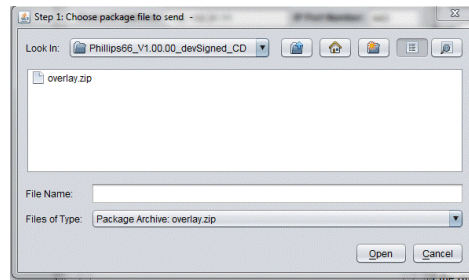 Step 1: Choose package file to send -
Look In: Phillips66_V1.00.00_devSigned_CD
overlay.zip
File Name:
Files of Type: Package Archive: overlay.zip
Open Cancel